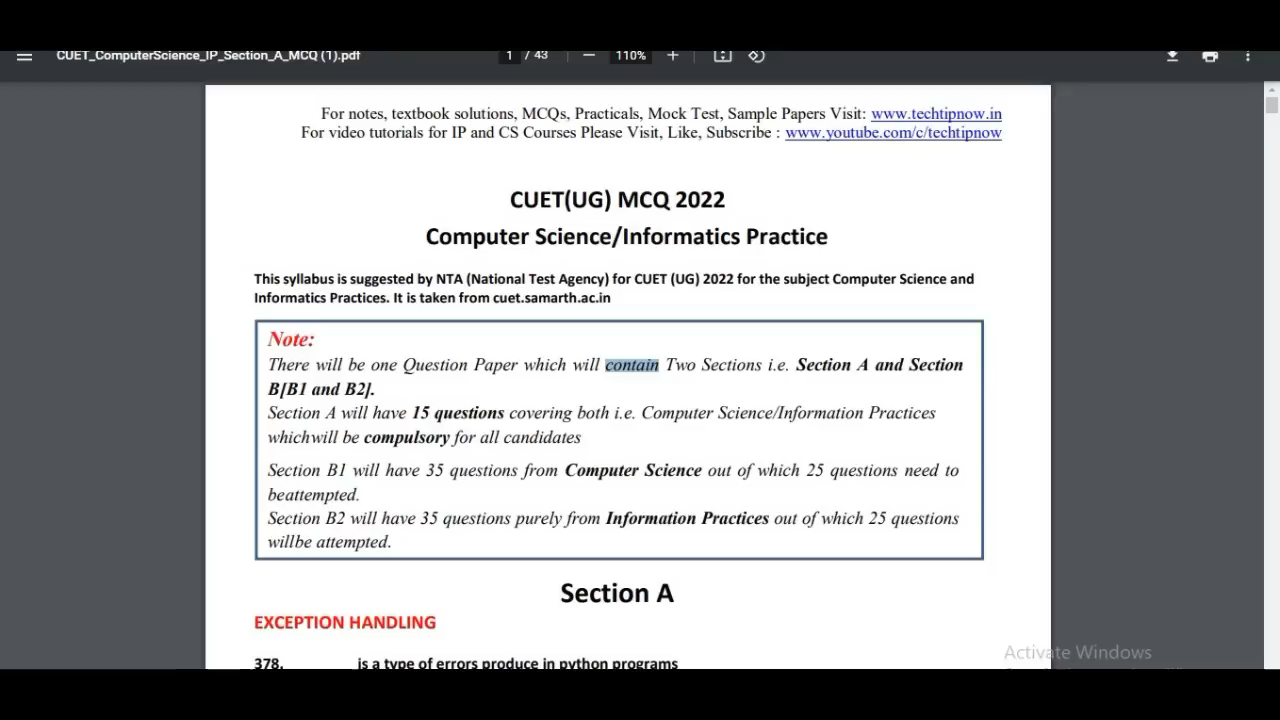 CUET_ComputerScience_IP_Section_A_MCQ (1).pdf
1 / 43
110%
For notes, textbook solutions, MCQs, Practicals, Mock Test, Sample Papers Visit: www.techtipnow.in
For video tutorials for IP and CS Courses Please Visit, Like, Subscribe : www.youtube.com/c/techtipnow
CUET(UG) MCQ 2022
Computer Science/Informatics Practice
This syllabus is suggested by NTA (National Test Agency) for CUET (UG) 2022 for the subject Computer Science and
Informatics Practices. It is taken from cuet.samarth.ac.in
Note:
There will be one Question Paper which will contain Two Sections i.e. Section A and Section
B[B1 and B2].
Section A will have 15 questions covering both i.e. Computer Science/Information Practices
whichwill be compulsory for all candidates
Section B1 will have 35 questions from Computer Science out of which 25 questions need to
beattempted.
Section B2 will have 35 questions purely from Information Practices out of which 25 questions
willbe attempted.
Section A
EXCEPTION HANDLING
378. ________ is a type of errors produce in python programs
Activate Windows